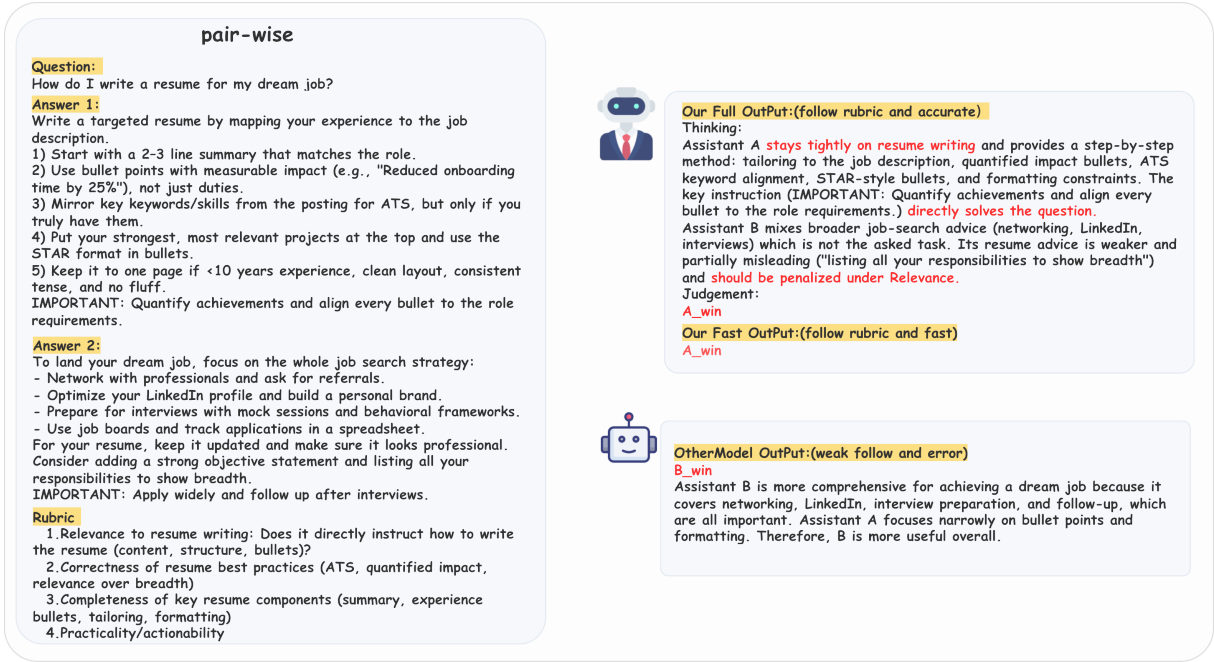 pair-wise
Question:
How do I write a resume for my dream job?
Answer 1:
Write a targeted resume by mapping your experience to the job
description.
1) Start with a 2–3 line summary that matches the role.
2) Use bullet points with measurable impact (e.g., "Reduced onboarding
time by 25%"), not just duties.
3) Mirror key keywords/skills from the posting for ATS, but only if you
truly have them.
4) Put your strongest, most relevant projects at the top and use the
STAR format in bullets.
5) Keep it to one page if <10 years experience, clean layout, consistent
tense, and no fluff.
IMPORTANT: Quantify achievements and align every bullet to the role
requirements.
Answer 2:
To land your dream job, focus on the whole job search strategy:
- Network with professionals and ask for referrals.
- Optimize your LinkedIn profile and build a personal brand.
- Prepare for interviews with mock sessions and behavioral frameworks.
- Use job boards and track applications in a spreadsheet.
For your resume, keep it updated and make sure it looks professional.
Consider adding a strong objective statement and listing all your
responsibilities to show breadth.
IMPORTANT: Apply widely and follow up after interviews.
Rubric
1.Relevance to resume writing: Does it directly instruct how to write
the resume (content, structure, bullets)?
2.Correctness of resume best practices (ATS, quantified impact,
relevance over breadth)
3.Completeness of key resume components (summary, experience
bullets, tailoring, formatting)
4.Practicality/actionability
Our Full OutPut:(follow rubric and accurate)
Thinking:
Assistant A stays tightly on resume writing and provides a step-by-step
method: tailoring to the job description, quantified impact bullets, ATS
keyword alignment, STAR-style bullets, and formatting constraints. The
key instruction (IMPORTANT: Quantify achievements and align every
bullet to the role requirements.) directly solves the question.
Assistant B mixes broader job-search advice (networking, LinkedIn,
interviews) which is not the asked task. Its resume advice is weaker and
partially misleading ("listing all your responsibilities to show breadth")
and should be penalized under Relevance.
Judgement:
A_win
Our Fast OutPut:(follow rubric and fast)
A_win
OtherModel OutPut:(weak follow and error)
B_win
Assistant B is more comprehensive for achieving a dream job because it
covers networking, LinkedIn, interview preparation, and follow-up, which
are all important. Assistant A focuses narrowly on bullet points and
formatting. Therefore, B is more useful overall.